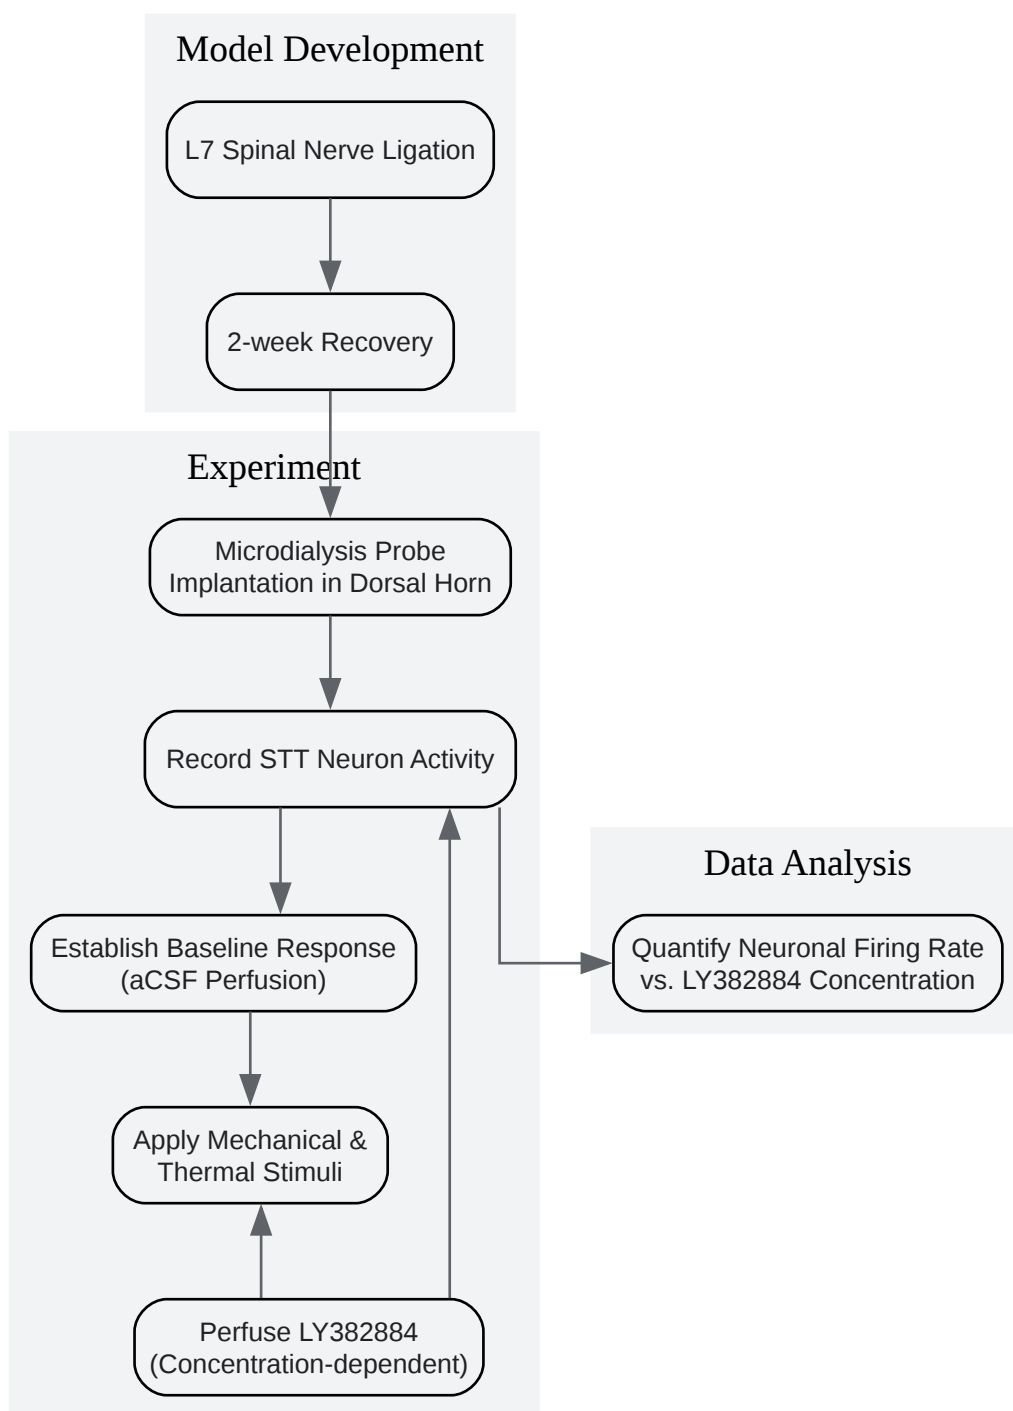 Model Development
L7 Spinal Nerve Ligation
2-week Recovery
Experiment
Microdialysis Probe
Implantation in Dorsal Horn
Record STT Neuron Activity
Data Analysis
Establish Baseline Response
(aCSF Perfusion)
Quantify Neuronal Firing Rate
vs. LY382884 Concentration
Apply Mechanical &
Thermal Stimuli
Perfuse LY382884
(Concentration-dependent)